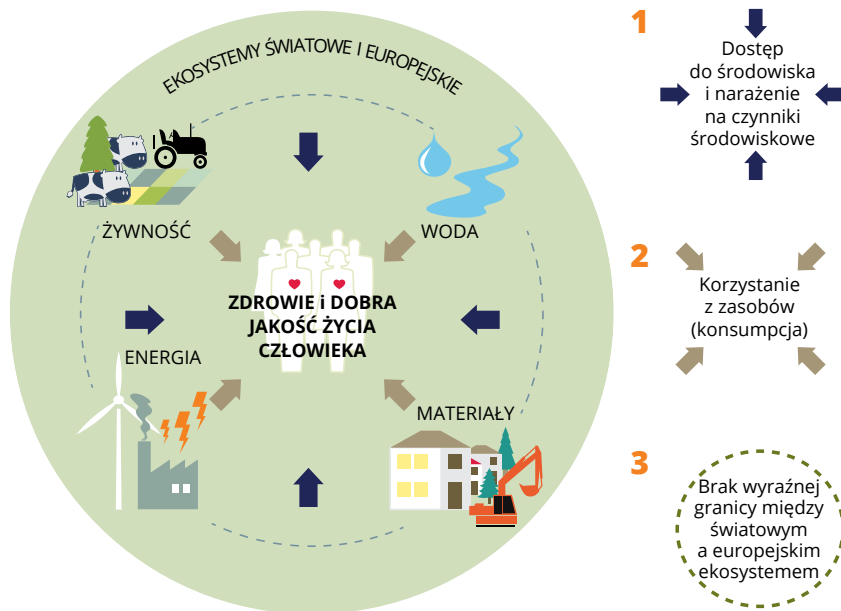 EKOSYSTEMY ŚWIATOWE I EUROPEJSKIE
ŻYWNOŚĆ
WODA
ZDROWIE i DOBRA
JAKOŚĆ ŻYCIA
CZŁOWIEKA
ENERGIA
MATERIAŁY
1
Dostęp
do środowiska
i narażenie
na czynniki
środowiskowe
2
Korzystanie
z zasobów
(konsumpcja)
3
Brak wyraźnej
granicy między
światowym
a europejskim
ekosystemem